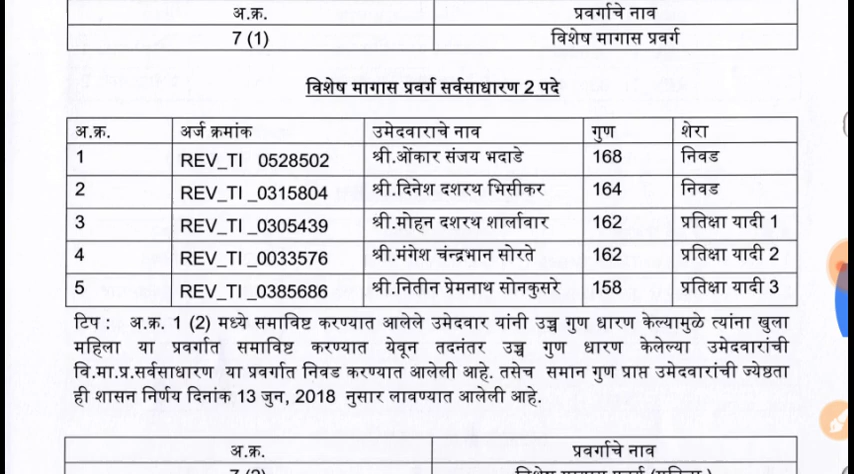 अ.क्र. प्रवर्गाचे नाव
7 (1) विशेष मागास प्रवर्ग
विशेष मागास प्रवर्ग सर्वसाधारण 2 पदे
अ.क्र. अर्ज क्रमांक उमेदवाराचे नाव गुण शेरा
1 REV_TI 0528502 श्री.ओंकार संजय भदाडे 168 निवड
2 REV_TI _0315804 श्री.दिनेश दशरथ भिसीकर 164 निवड
3 REV_TI _0305439 श्री.मोहन दशरथ शार्लावार 162 प्रतिक्षा यादी 1
4 REV_TI _0033576 श्री.मंगेश चंन्द्रभान सोरते 162 प्रतिक्षा यादी 2
5 REV_TI _0385686 श्री.नितीन प्रेमनाथ सोनकुसरे 158 प्रतिक्षा यादी 3
टिप : अ.क्र. 1 (2) मध्ये समाविष्ट करण्यात आलेले उमेदवार यांनी उच्च गुण धारण केल्यामुळे त्यांना खुला
महिला या प्रवर्गात समाविष्ट करण्यात येवून तदनंतर उच्च गुण धारण केलेल्या उमेदवारांची
वि.मा.प्र.सर्वसाधारण या प्रवर्गात निवड करण्यात आलेली आहे. तसेच समान गुण प्राप्त उमेदवारांची ज्येष्ठता
ही शासन निर्णय दिनांक 13 जुन, 2018 नुसार लावण्यात आलेली आहे.
अ.क्र. प्रवर्गाचे नाव